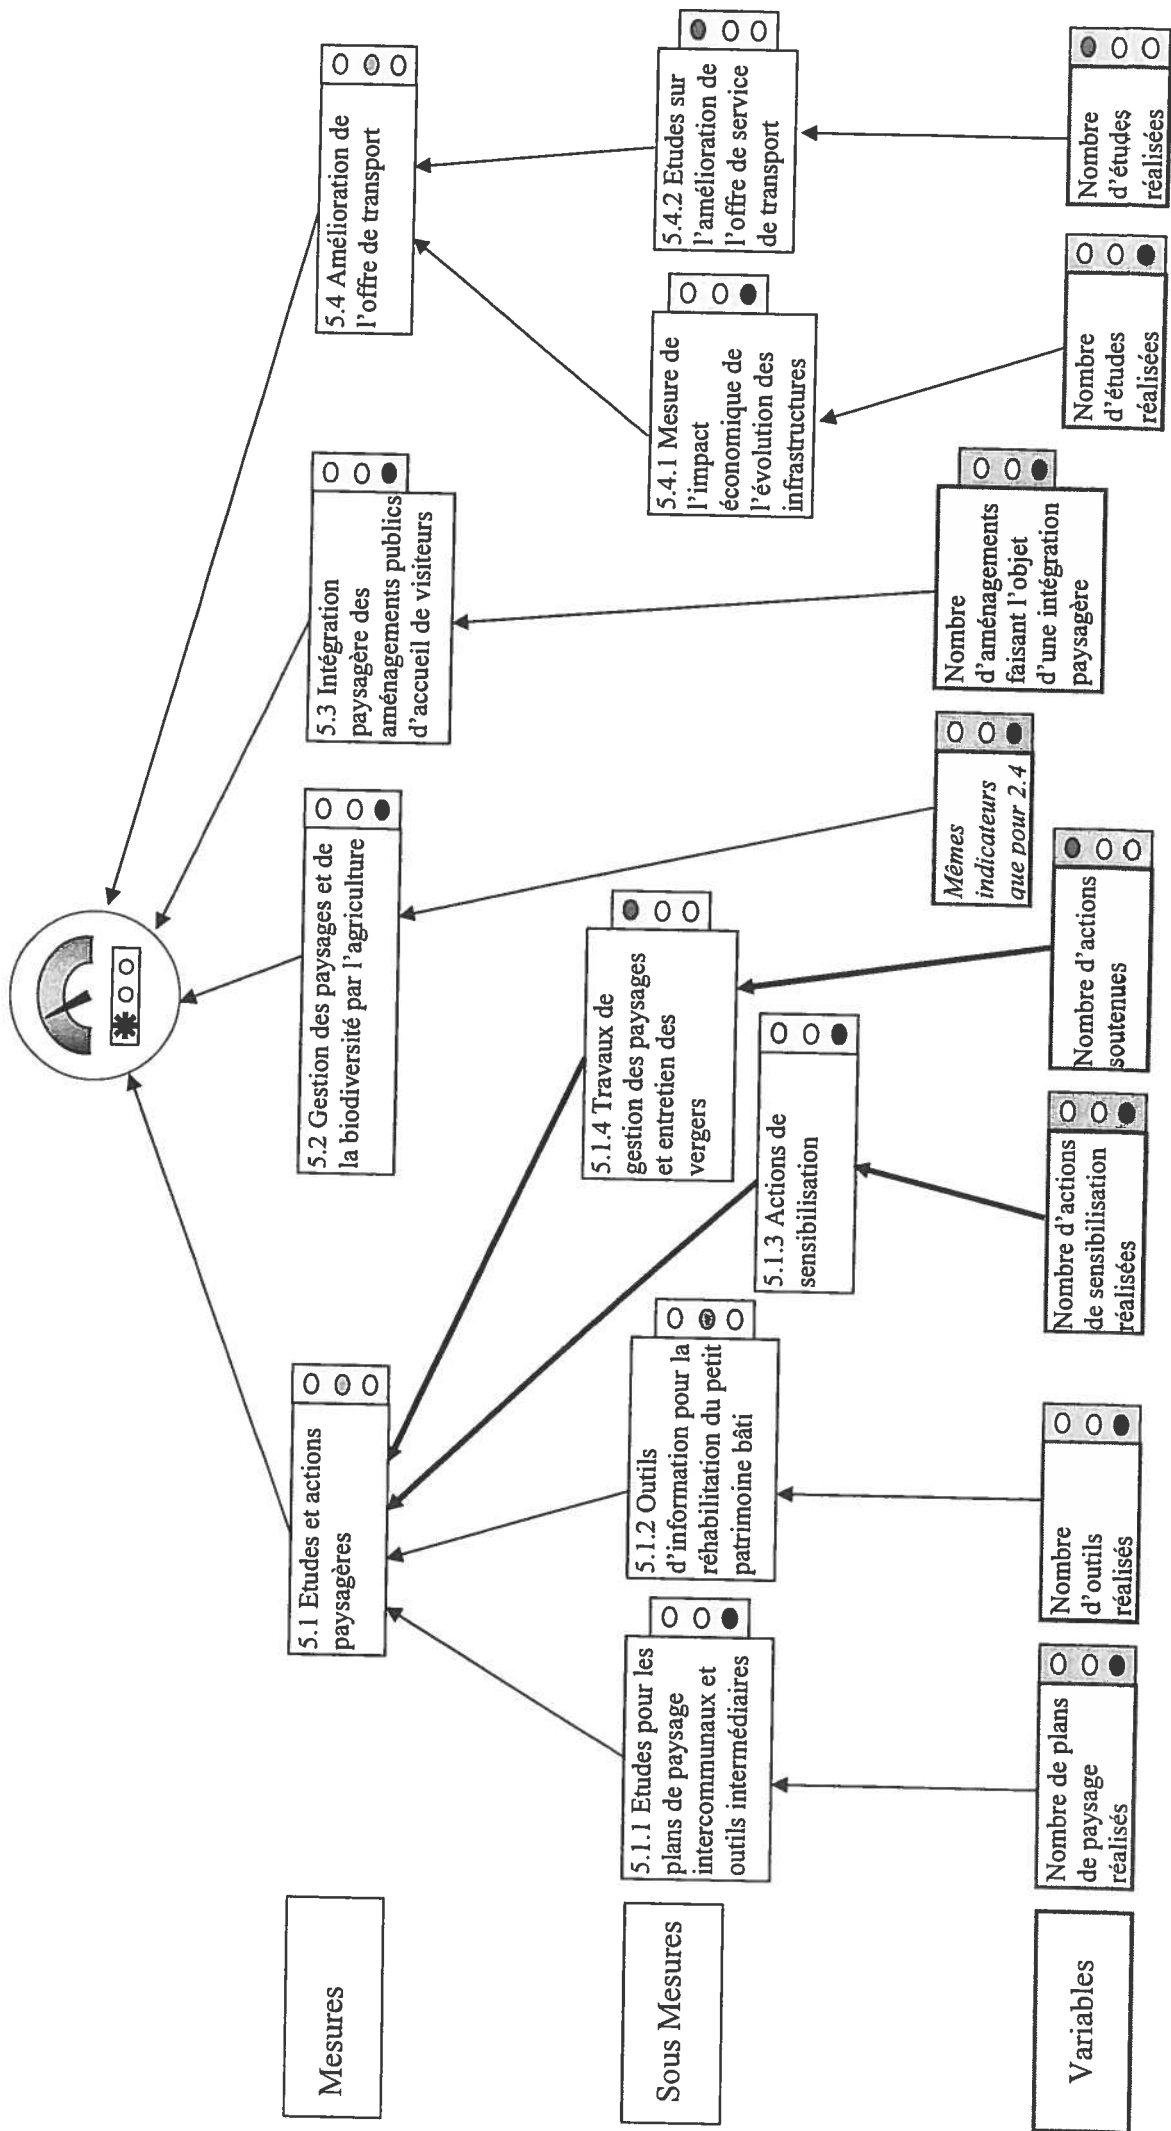 Mesures
5.1 Etudes et actions
paysagères
5.2 Gestion des paysages et de
la biodiversité par l'agriculture
5.3 Intégration
paysagère des
aménagements publics
d'accueil de visiteurs
5.4 Amélioration de
l'offre de transport
Sous Mesures
5.1.1 Etudes pour les
plans de paysage
intercommunaux et
outils intermédiaires
5.1.2 Outils
d'information pour la
réhabilitation du petit
patrimoine bâti
5.1.3 Actions de
sensibilisation
5.1.4 Travaux de
gestion des paysages
et entretien des
vergers
5.4.1 Mesure de
l'impact
économique de
l'évolution des
infrastructures
5.4.2 Etudes sur
l'amélioration de
l'offre de service
de transport
Variables
Nombre de plans
de paysage
réalisés
Nombre
d'outils
réalisés
Nombre d'actions
de sensibilisation
réalisées
Nombre d'actions
soutenues
Mêmes
indicateurs
que pour 2.4
Nombre
d'aménagements
faisant l'objet
d'une intégration
paysagère
Nombre
d'études
réalisées
Nombre
d'études
réalisées